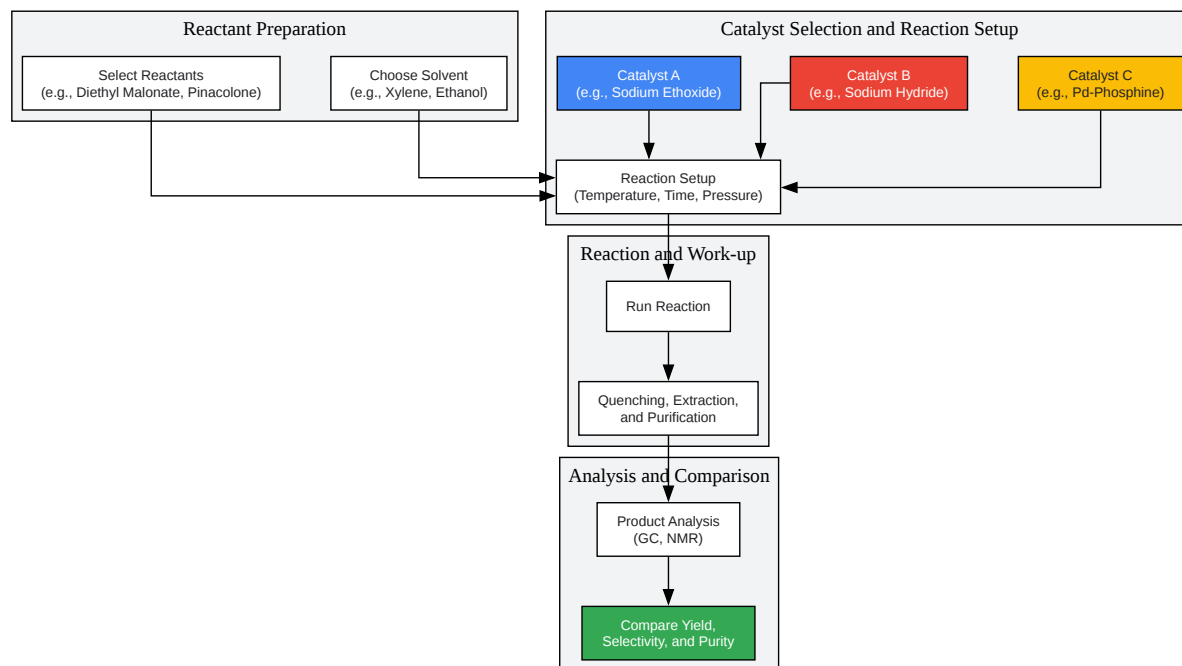 Reactant Preparation
Select Reactants
(e.g., Diethyl Malonate, Pinacolone)
Choose Solvent
(e.g., Xylene, Ethanol)
Catalyst Selection and Reaction Setup
Catalyst A
(e.g., Sodium Ethoxide)
Catalyst B
(e.g., Sodium Hydride)
Catalyst C
(e.g., Pd-Phosphine)
Reaction Setup
(Temperature, Time, Pressure)
Reaction and Work-up
Run Reaction
Quenching, Extraction,
and Purification
Analysis and Comparison
Product Analysis
(GC, NMR)
Compare Yield,
Selectivity, and Purity